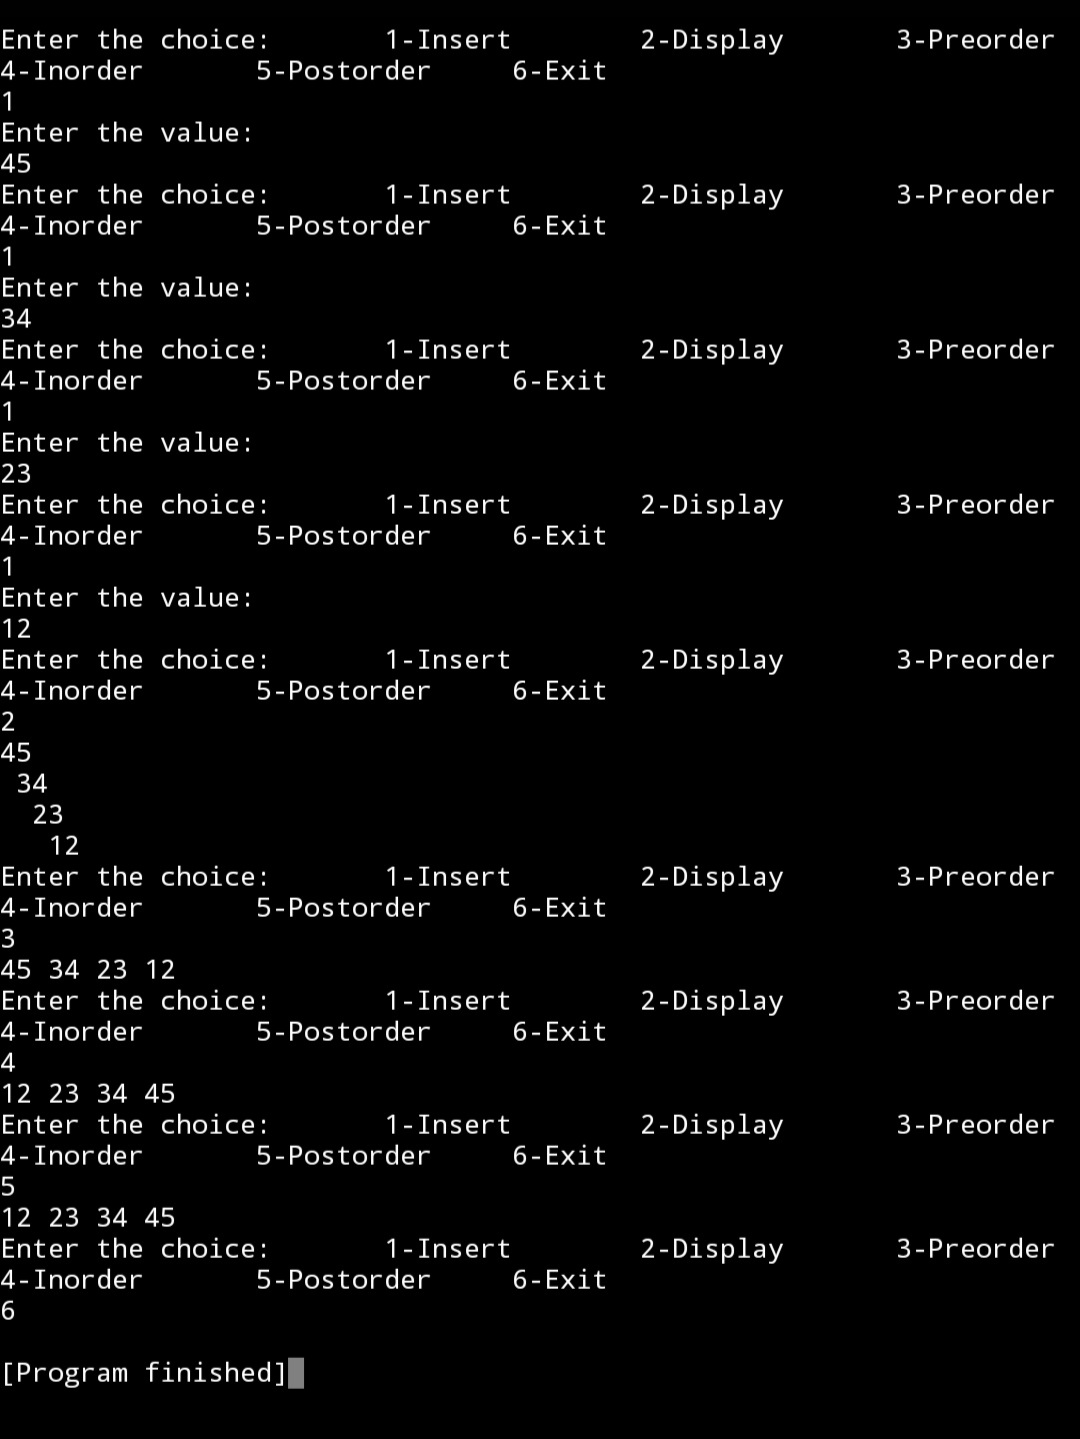 Enter the choice:       1-Insert        2-Display       3-Preorder
4-Inorder       5-Postorder     6-Exit
1
Enter the value:
45
Enter the choice:       1-Insert        2-Display       3-Preorder
4-Inorder       5-Postorder     6-Exit
1
Enter the value:
34
Enter the choice:       1-Insert        2-Display       3-Preorder
4-Inorder       5-Postorder     6-Exit
1
Enter the value:
23
Enter the choice:       1-Insert        2-Display       3-Preorder
4-Inorder       5-Postorder     6-Exit
1
Enter the value:
12
Enter the choice:       1-Insert        2-Display       3-Preorder
4-Inorder       5-Postorder     6-Exit
2
45
 34
  23
   12
Enter the choice:       1-Insert        2-Display       3-Preorder
4-Inorder       5-Postorder     6-Exit
3
45 34 23 12
Enter the choice:       1-Insert        2-Display       3-Preorder
4-Inorder       5-Postorder     6-Exit
4
12 23 34 45
Enter the choice:       1-Insert        2-Display       3-Preorder
4-Inorder       5-Postorder     6-Exit
5
12 23 34 45
Enter the choice:       1-Insert        2-Display       3-Preorder
4-Inorder       5-Postorder     6-Exit
6

[Program finished]